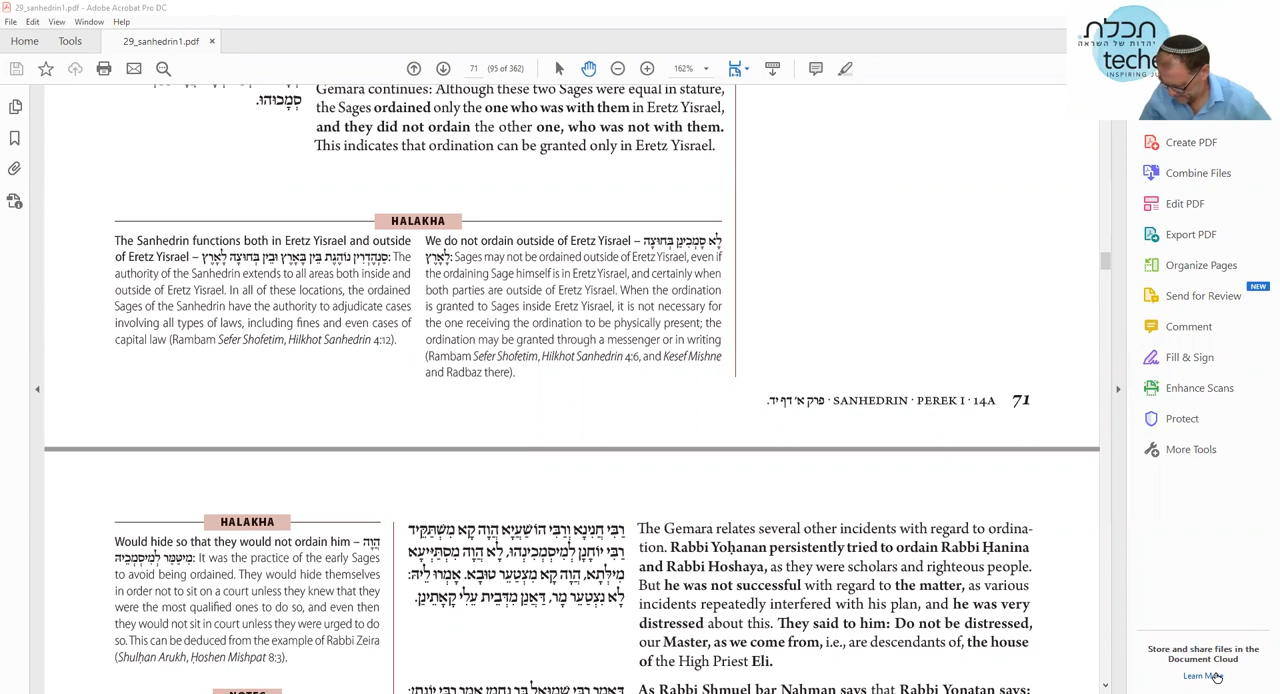 29_sanhedrin1.pdf - Adobe Acrobat Pro DC
File Edit View Window Help
Home Tools 29_sanhedrin1.pdf ×
71 (95 of 362) 162%
תכלת.
יהדות של השראה
teche
INSPIRING JU
Create PDF
Combine Files
Edit PDF
Export PDF
Organize Pages
Send for Review NEW
Comment
Fill & Sign
Enhance Scans
Protect
More Tools
Store and share files in the
Document Cloud
Learn More
סְמָכוּהוּ.
Gemara continues: Although these two Sages were equal in stature,
the Sages ordained only the one who was with them in Eretz Yisrael,
and they did not ordain the other one, who was not with them.
This indicates that ordination can be granted only in Eretz Yisrael.
HALAKHA
The Sanhedrin functions both in Eretz Yisrael and outside
of Eretz Yisrael – סַנְהֶדְרִין נוֹהֶגֶת בֵּין בָּאָרֶץ וּבֵין בְּחוּצָה לָאָרֶץ: The
authority of the Sanhedrin extends to all areas both inside and
outside of Eretz Yisrael. In all of these locations, the ordained
Sages of the Sanhedrin have the authority to adjudicate cases
involving all types of laws, including fines and even cases of
capital law (Rambam Sefer Shofetim, Hilkhot Sanhedrin 4:12).
We do not ordain outside of Eretz Yisrael – לָא סָמְכִינַן בְּחוּצָה
לָאָרֶץ: Sages may not be ordained outside of Eretz Yisrael, even if
the ordaining Sage himself is in Eretz Yisrael, and certainly when
both parties are outside of Eretz Yisrael. When the ordination
is granted to Sages inside Eretz Yisrael, it is not necessary for
the one receiving the ordination to be physically present; the
ordination may be granted through a messenger or in writing
(Rambam Sefer Shofetim, Hilkhot Sanhedrin 4:6, and Kesef Mishne
and Radbaz there).
פרק א׳ דף יד. · SANHEDRIN · PEREK I · 14A 71
HALAKHA
Would hide so that they would not ordain him – הֲוָה
מִיטַּמַּר לְמִיסְמְכֵיהּ: It was the practice of the early Sages
to avoid being ordained. They would hide themselves
in order not to sit on a court unless they knew that they
were the most qualified ones to do so, and even then
they would not sit in court unless they were urged to do
so. This can be deduced from the example of Rabbi Zeira
(Shulḥan Arukh, Ḥoshen Mishpat 8:3).
NOTES
רַבִּי חֲנִינָא וְרַבִּי הוֹשַׁעְיָא הֲוָה קָא מִשְׁתַּקֵּיד
רַבִּי יוֹחָנָן לְמִיסְמְכִינְהוּ, לָא הֲוָה מִסְתַּיְּיעָא
מִילְּתָא, הֲוָה קָא מִצְטַעֵר טוּבָא. אָמְרוּ לֵיהּ:
לָא נִצְטַעֵר מָר, דַּאֲנַן מִדְּבֵית עֵלִי קָאָתֵינַן.
דַּאֲמַר רַבִּי שְׁמוּאֵל בַּר נַחְמָן אָמַר רַבִּי יוֹנָתָן:
The Gemara relates several other incidents with regard to ordina-
tion. Rabbi Yoḥanan persistently tried to ordain Rabbi Ḥanina
and Rabbi Hoshaya, as they were scholars and righteous people.
But he was not successful with regard to the matter, as various
incidents repeatedly interfered with his plan, and he was very
distressed about this. They said to him: Do not be distressed,
our Master, as we come from, i.e., are descendants of, the house
of the High Priest Eli.
As Rabbi Shmuel bar Naḥman says that Rabbi Yonatan says: